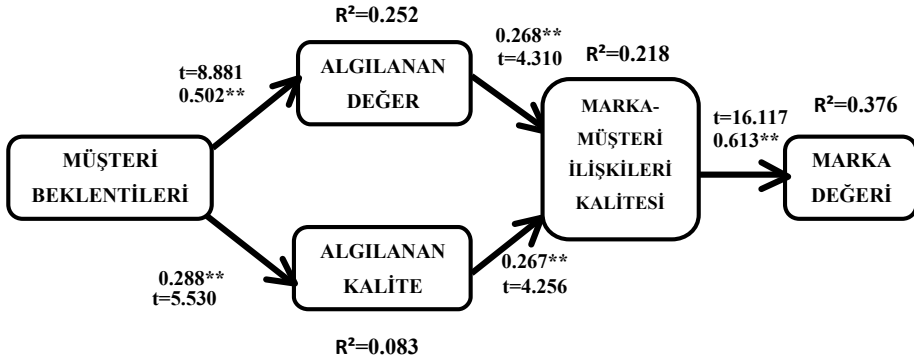 R²=0.252
t=8.881
0.502**
ALGILANAN
DEĞER
0.268**
t=4.310
R²=0.218
MÜŞTERİ
BEKLENTİLERİ
MARKA-
MÜŞTERİ
İLİŞKİLERİ
KALİTESİ
t=16.117
0.613**
R²=0.376
MARKA
DEĞERİ
0.288**
t=5.530
ALGILANAN
KALİTE
0.267**
t=4.256
R²=0.083